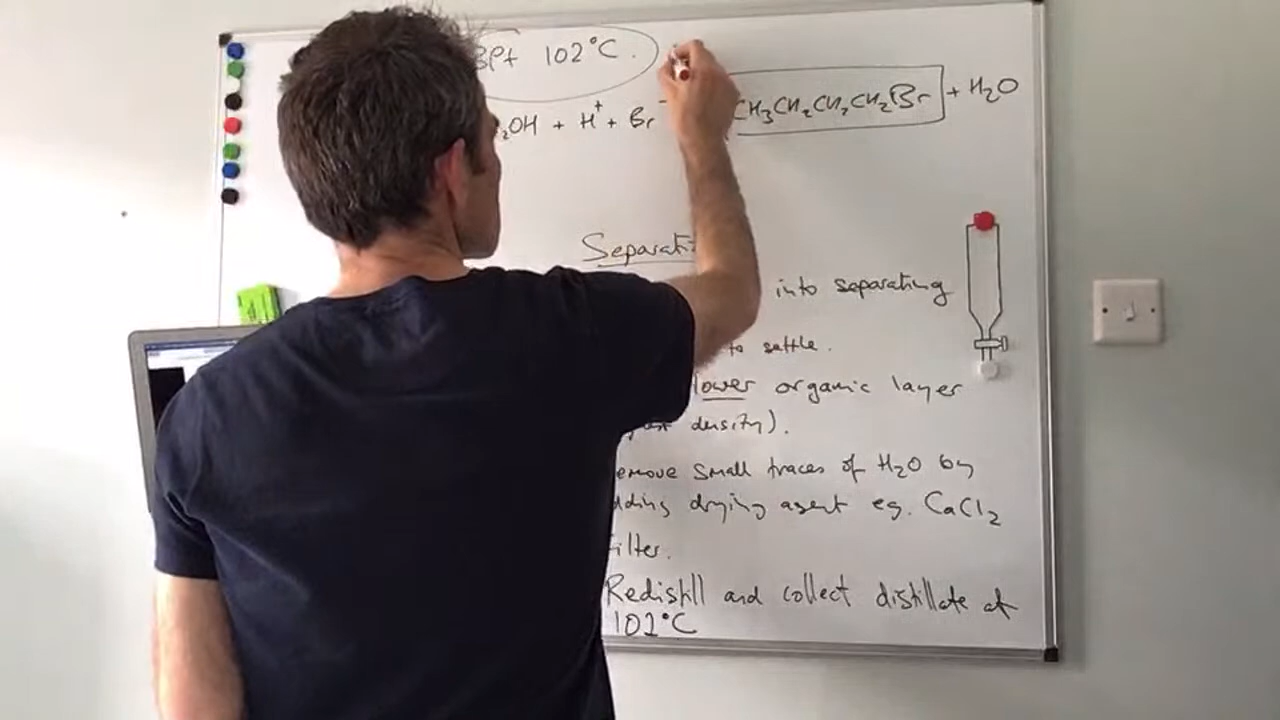 BPt 102°C.
₂OH + H⁺ + Br⁻ CH₃CH₂CH₂CH₂Br + H₂O
Separati
into separating
to settle.
lower organic layer
density).
emove small traces of H₂O by
dding drying agent eg. CaCl₂
ilter.
Redistill and collect distillate at
102°C